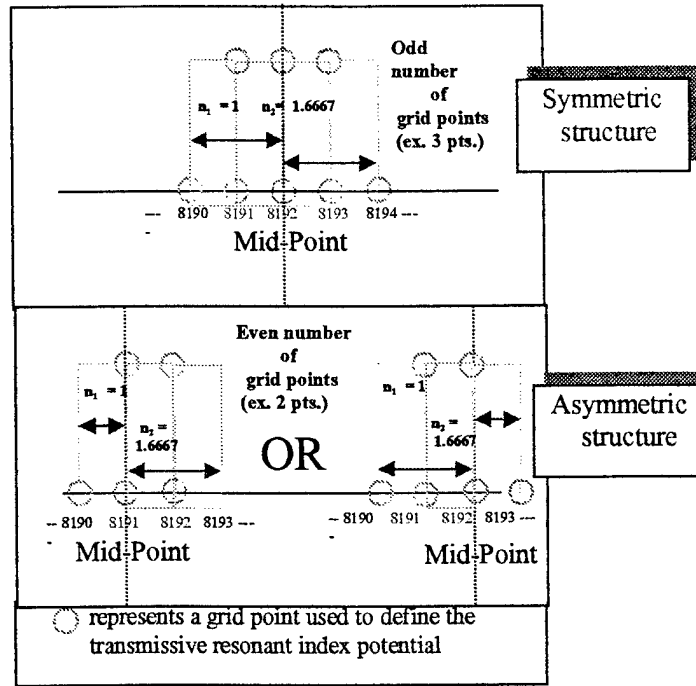 Odd
number
of
grid points
(ex. 3 pts.)
n₁ = 1 n₂= 1.6667
Symmetric
structure
--- 8190 8191 8192 8193 8194 ---
-
Mid-Point
Even number
of
grid points
(ex. 2 pts.)
n₁ = 1
n₂ =
1.6667
OR
n₁ = 1
n₂ =
1.6667
Asymmetric
structure
-- 8190 8191 8192 8193 ---
-
Mid-Point
-- 8190 8191 8192 8193 ---
-
Mid-Point
represents a grid point used to define the
transmissive resonant index potential